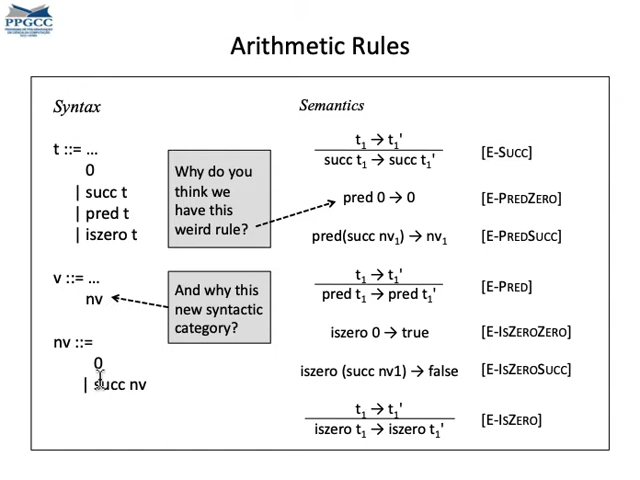 PPGCC
Arithmetic Rules
Syntax
t ::= ...
0
| succ t
| pred t
| iszero t
v ::= ...
nv
nv ::=
0
| succ nv
Why do you
think we
have this
weird rule?
And why this
new syntactic
category?
Semantics
t₁ → t₁'
succ t₁ → succ t₁'
[E-SUCC]
pred 0 → 0
[E-PREDZERO]
pred(succ nv₁) → nv₁
[E-PREDSUCC]
t₁ → t₁'
pred t₁ → pred t₁'
[E-PRED]
iszero 0 → true
[E-ISZEROZERO]
iszero (succ nv1) → false
[E-ISZEROSUCC]
t₁ → t₁'
iszero t₁ → iszero t₁'
[E-ISZERO]